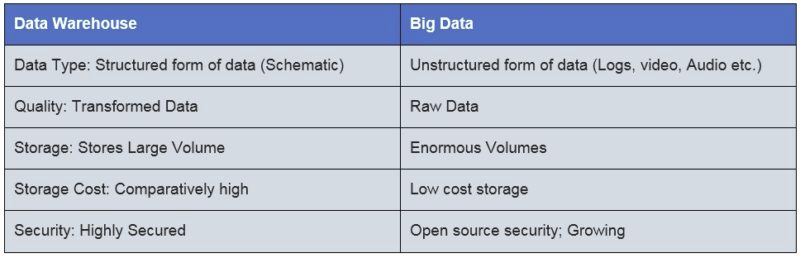 Data Warehouse Big Data
Data Type: Structured form of data (Schematic) Unstructured form of data (Logs, video, Audio etc.)
Quality: Transformed Data Raw Data
Storage: Stores Large Volume Enormous Volumes
Storage Cost: Comparatively high Low cost storage
Security: Highly Secured Open source security; Growing